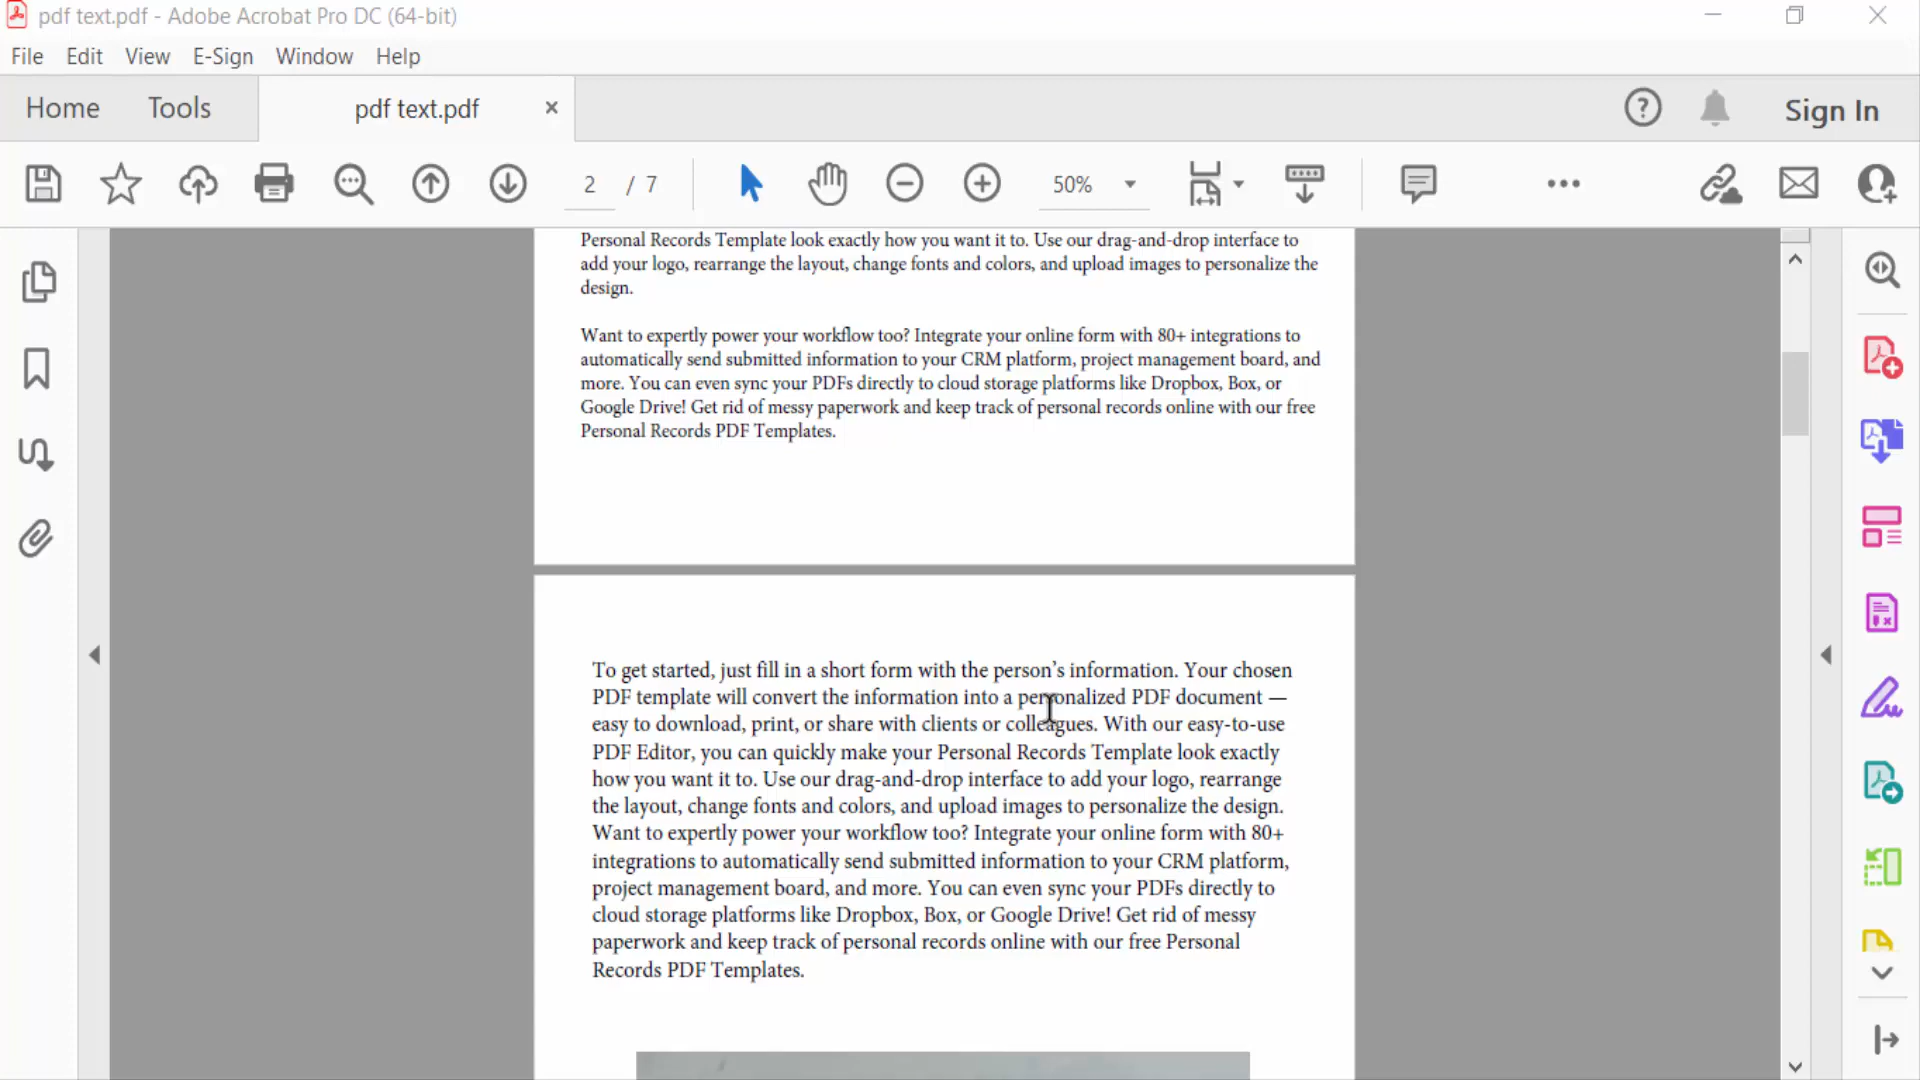 pdf text.pdf - Adobe Acrobat Pro DC (64-bit)
File Edit View E-Sign Window Help
Home Tools pdf text.pdf × Sign In
2 / 7 50%
Personal Records Template look exactly how you want it to. Use our drag-and-drop interface to
add your logo, rearrange the layout, change fonts and colors, and upload images to personalize the
design.
Want to expertly power your workflow too? Integrate your online form with 80+ integrations to
automatically send submitted information to your CRM platform, project management board, and
more. You can even sync your PDFs directly to cloud storage platforms like Dropbox, Box, or
Google Drive! Get rid of messy paperwork and keep track of personal records online with our free
Personal Records PDF Templates.
To get started, just fill in a short form with the person’s information. Your chosen
PDF template will convert the information into a personalized PDF document —
easy to download, print, or share with clients or colleagues. With our easy-to-use
PDF Editor, you can quickly make your Personal Records Template look exactly
how you want it to. Use our drag-and-drop interface to add your logo, rearrange
the layout, change fonts and colors, and upload images to personalize the design.
Want to expertly power your workflow too? Integrate your online form with 80+
integrations to automatically send submitted information to your CRM platform,
project management board, and more. You can even sync your PDFs directly to
cloud storage platforms like Dropbox, Box, or Google Drive! Get rid of messy
paperwork and keep track of personal records online with our free Personal
Records PDF Templates.